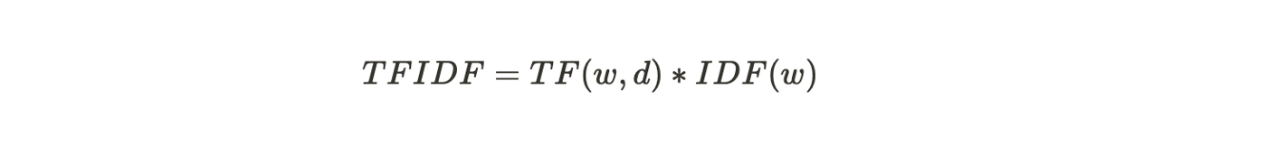 TFIDF = TF(w, d) * IDF(w)